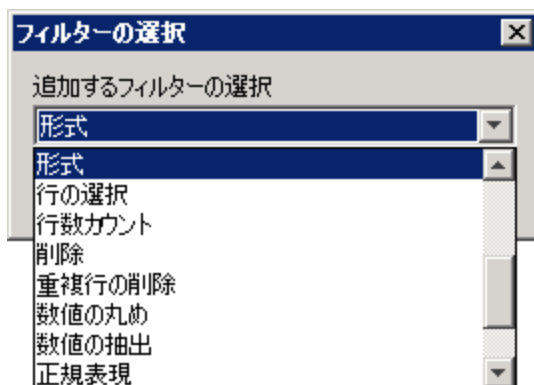 フィルターの選択
追加するフィルターの選択
形式
形式
行の選択
行数カウント
削除
重複行の削除
数値の丸め
数値の抽出
正規表現